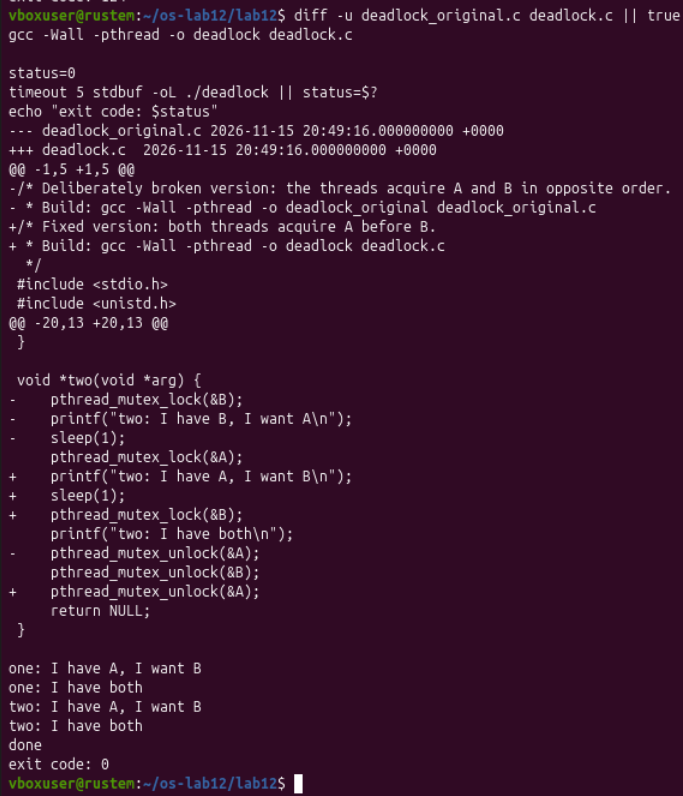 vboxuser@rustem:~/os-lab12/lab12$ diff -u deadlock_original.c deadlock.c || true
gcc -Wall -pthread -o deadlock deadlock.c

status=0
timeout 5 stdbuf -oL ./deadlock || status=$?
echo "exit code: $status"
--- deadlock_original.c 2026-11-15 20:49:16.000000000 +0000
+++ deadlock.c  2026-11-15 20:49:16.000000000 +0000
@@ -1,5 +1,5 @@
-/* Deliberately broken version: the threads acquire A and B in opposite order.
- * Build: gcc -Wall -pthread -o deadlock_original deadlock_original.c
+/* Fixed version: both threads acquire A before B.
+ * Build: gcc -Wall -pthread -o deadlock deadlock.c
  */
 #include <stdio.h>
 #include <unistd.h>
@@ -20,13 +20,13 @@
 }

 void *two(void *arg) {
-    pthread_mutex_lock(&B);
-    printf("two: I have B, I want A\n");
-    sleep(1);
     pthread_mutex_lock(&A);
+    printf("two: I have A, I want B\n");
+    sleep(1);
+    pthread_mutex_lock(&B);
     printf("two: I have both\n");
-    pthread_mutex_unlock(&A);
     pthread_mutex_unlock(&B);
+    pthread_mutex_unlock(&A);
     return NULL;
 }

one: I have A, I want B
one: I have both
two: I have A, I want B
two: I have both
done
exit code: 0
vboxuser@rustem:~/os-lab12/lab12$